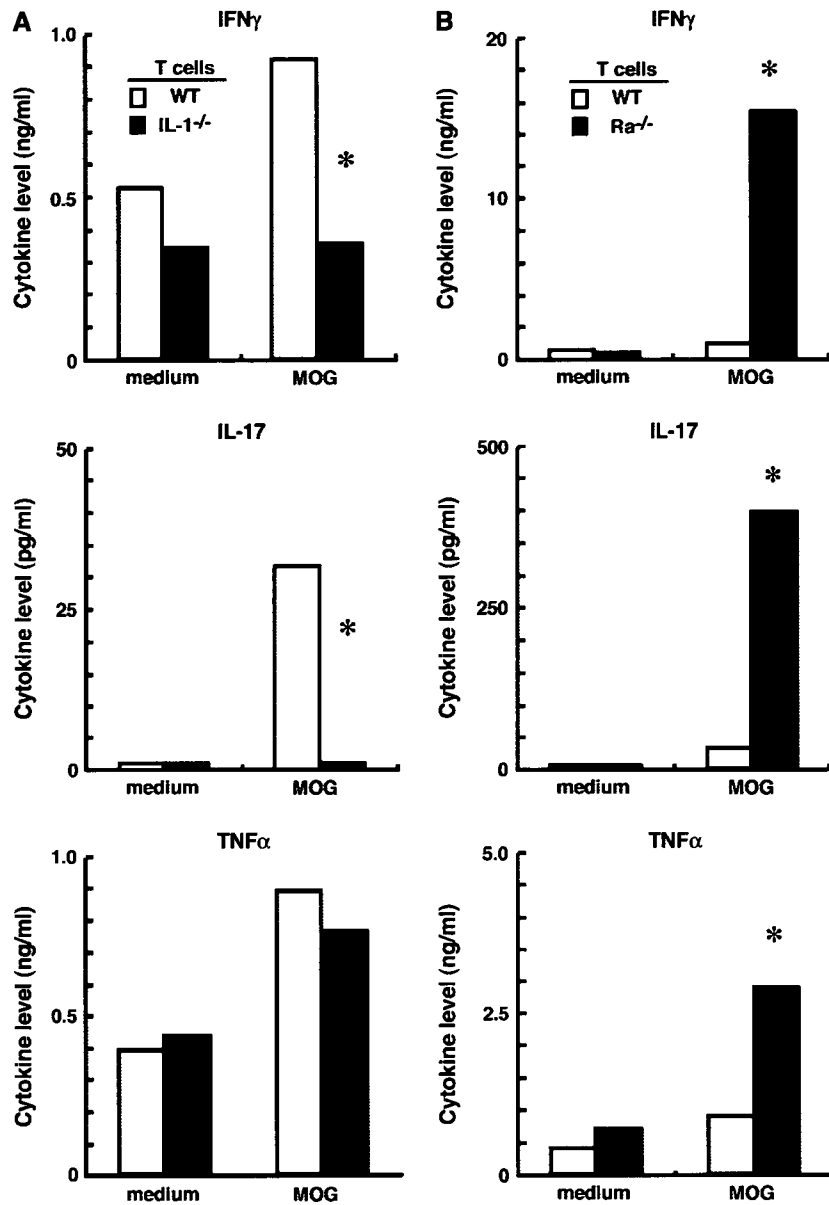 A
IFNγ
Cytokine level (ng/ml)
1.0
0.5
0
T cells
WT
IL-1-/-
*
medium
MOG
B
IFNγ
Cytokine level (ng/ml)
20
10
0
T cells
WT
Ra-/-
*
medium
MOG
IL-17
Cytokine level (pg/ml)
50
25
0
*
medium
MOG
IL-17
Cytokine level (pg/ml)
500
250
0
*
medium
MOG
TNFα
Cytokine level (ng/ml)
1.0
0.5
0
medium
MOG
TNFα
Cytokine level (ng/ml)
5.0
2.5
0
*
medium
MOG